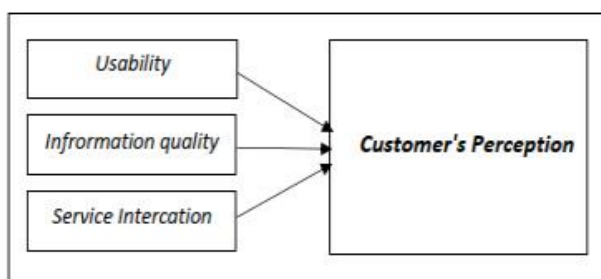 Usability
Infrormation quality
Customer's Perception
Service Intercation